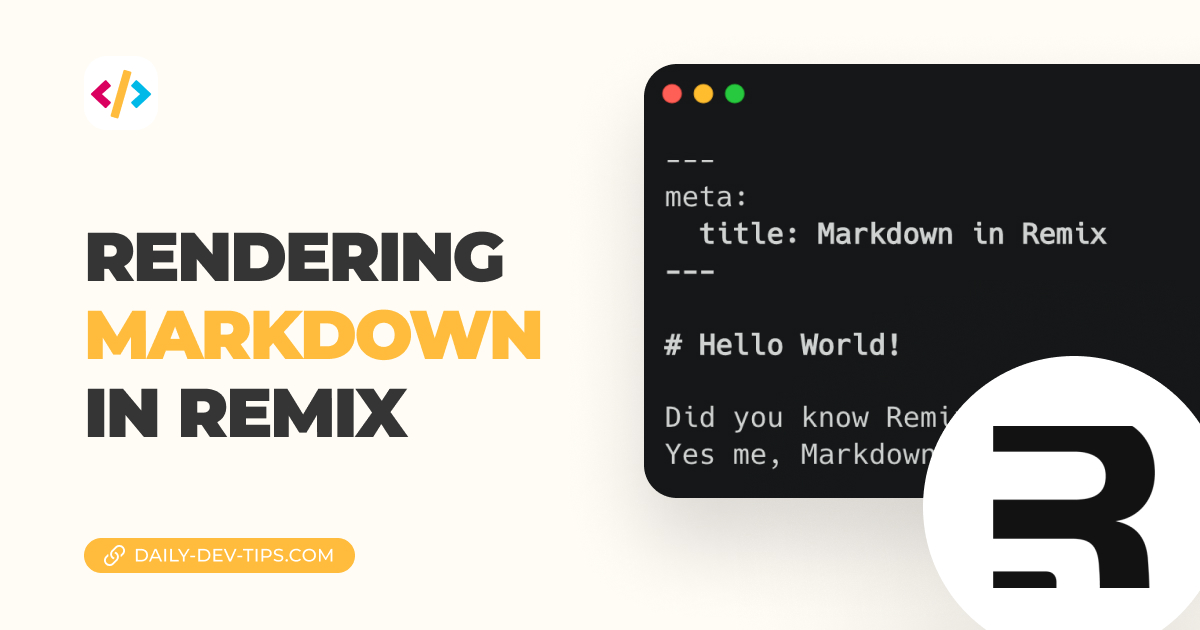 RENDERING
MARKDOWN
IN REMIX
DAILY-DEV-TIPS.COM
---
meta:
  title: Markdown in Remix
---
# Hello World!
Did you know Remi
Yes me, Markdown